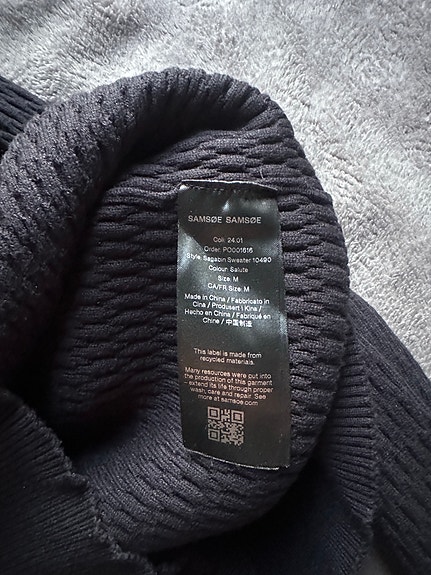 SAMSØE SAMSØE
Coll: 24.01
Order: PO001616
Style: Sagabin Sweater 10490
Colour: Salute
Size: M
CA/FR Size: M
Made in China / Fabbricato in
Cina / Produsert i Kina /
Hecho en China / Fabriqué en
Chine / 中国制造
This label is made from
recycled materials.
Many resources were put into
the production of this garment
– extend its life through proper
wash, care and repair. See
more at samsoe.com